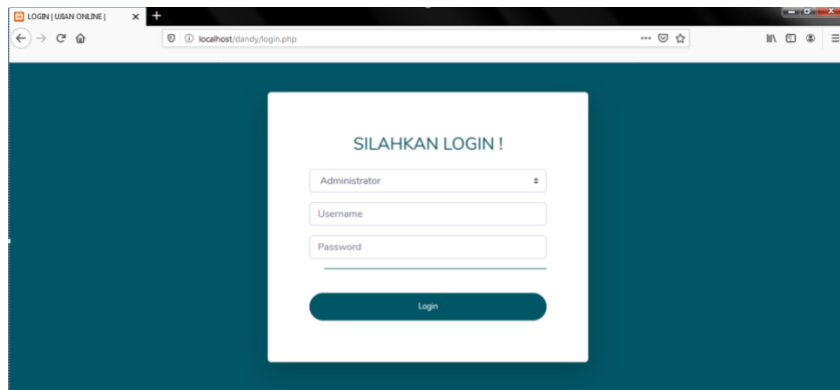 LOGIN | UJIAN ONLINE |
localhost/dandy/login.php
SILAHKAN LOGIN !
Administrator
Username
Password
Login